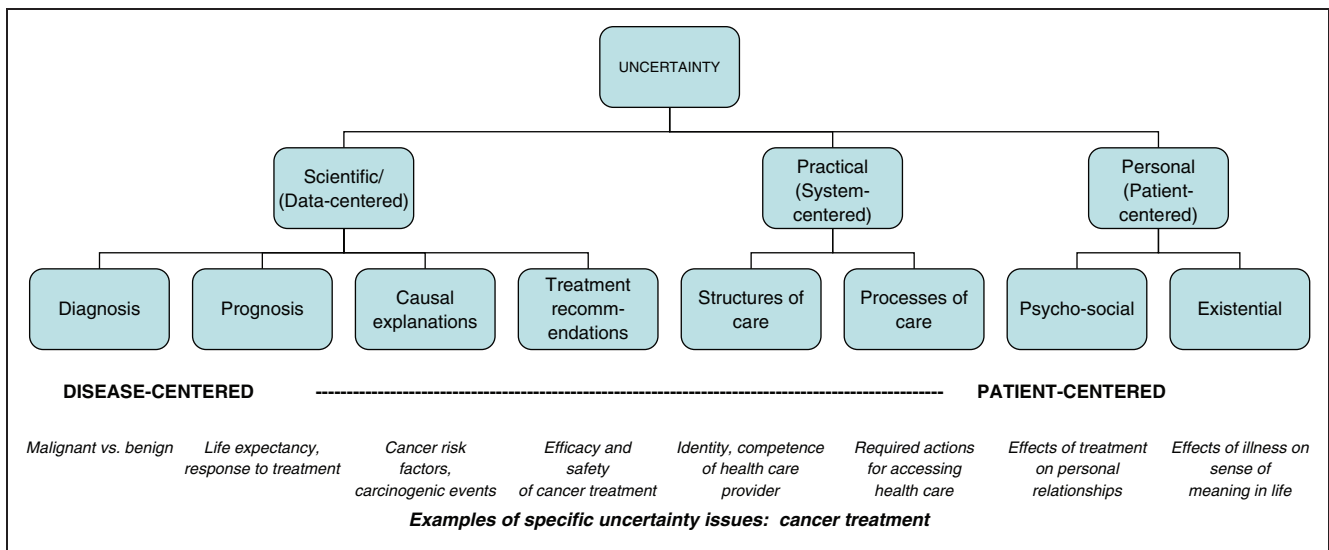 UNCERTAINTY
Scientific/
(Data-centered)
Practical
(System-
centered)
Personal
(Patient-
centered)
Diagnosis
Prognosis
Causal
explanations
Treatment
recomm-
endations
Structures of
care
Processes of
care
Psycho-social
Existential
DISEASE-CENTERED
PATIENT-CENTERED
Malignant vs. benign
Life expectancy,
response to treatment
Cancer risk
factors,
carcinogenic events
Efficacy and
safety
of cancer treatment
Identity, competence
of health care
provider
Required actions
for accessing
health care
Effects of treatment
on personal
relationships
Effects of illness on
sense of
meaning in life
Examples of specific uncertainty issues: cancer treatment